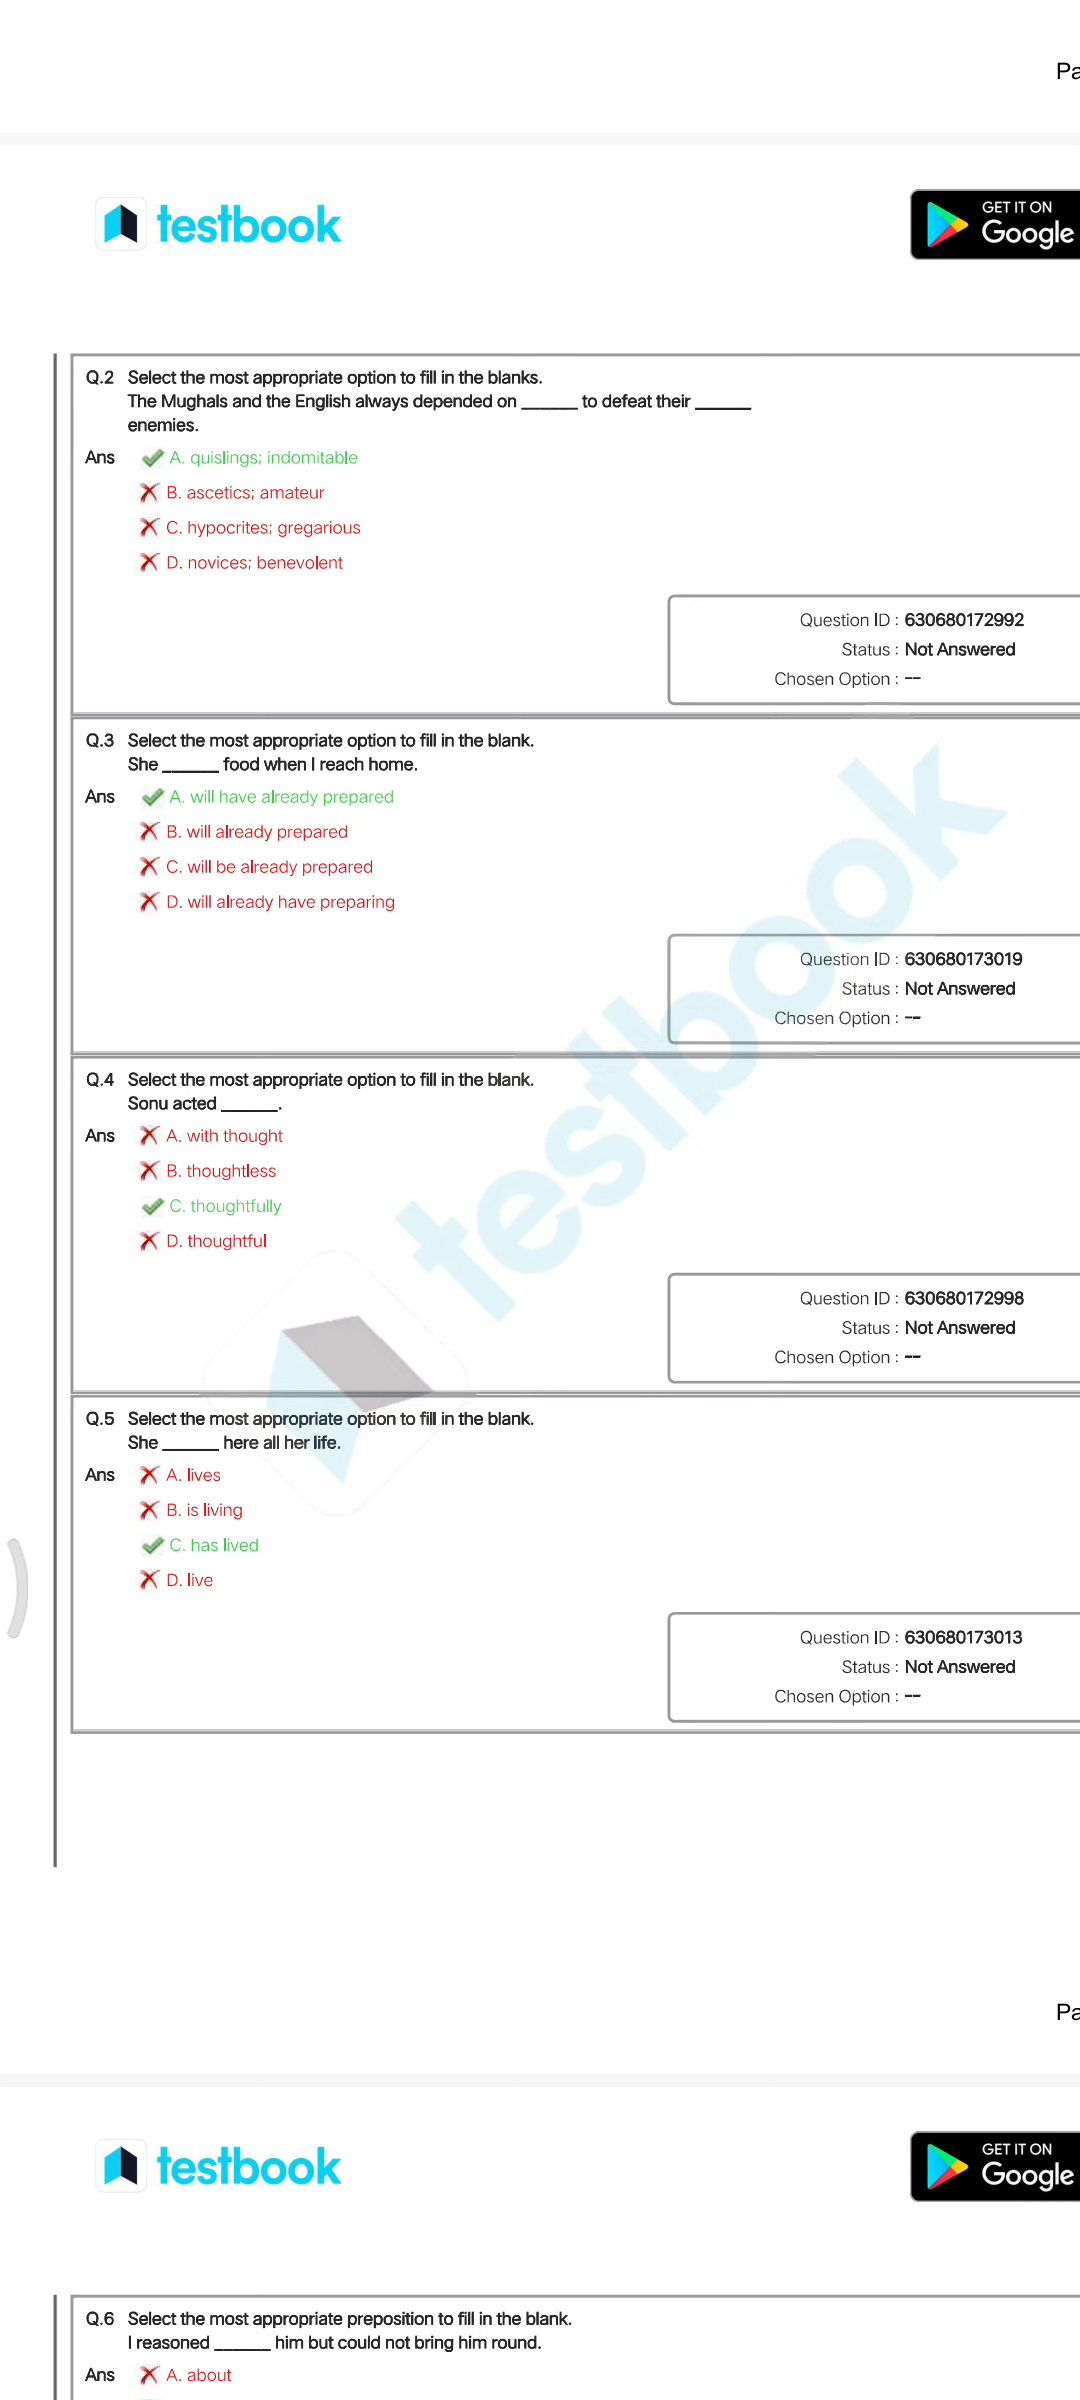 Pa
testbook
GET IT ON
Google
Q.2 Select the most appropriate option to fill in the blanks.
The Mughals and the English always depended on ______ to defeat their ______
enemies.
Ans A. quislings; indomitable
B. ascetics; amateur
C. hypocrites; gregarious
D. novices; benevolent
Question ID : 630680172992
Status : Not Answered
Chosen Option : --
Q.3 Select the most appropriate option to fill in the blank.
She ______ food when I reach home.
Ans A. will have already prepared
B. will already prepared
C. will be already prepared
D. will already have preparing
Question ID : 630680173019
Status : Not Answered
Chosen Option : --
Q.4 Select the most appropriate option to fill in the blank.
Sonu acted ______.
Ans A. with thought
B. thoughtless
C. thoughtfully
D. thoughtful
Question ID : 630680172998
Status : Not Answered
Chosen Option : --
Q.5 Select the most appropriate option to fill in the blank.
She ______ here all her life.
Ans A. lives
B. is living
C. has lived
D. live
Question ID : 630680173013
Status : Not Answered
Chosen Option : --
testbook
Pa
testbook
GET IT ON
Google
Q.6 Select the most appropriate preposition to fill in the blank.
I reasoned ______ him but could not bring him round.
Ans A. about